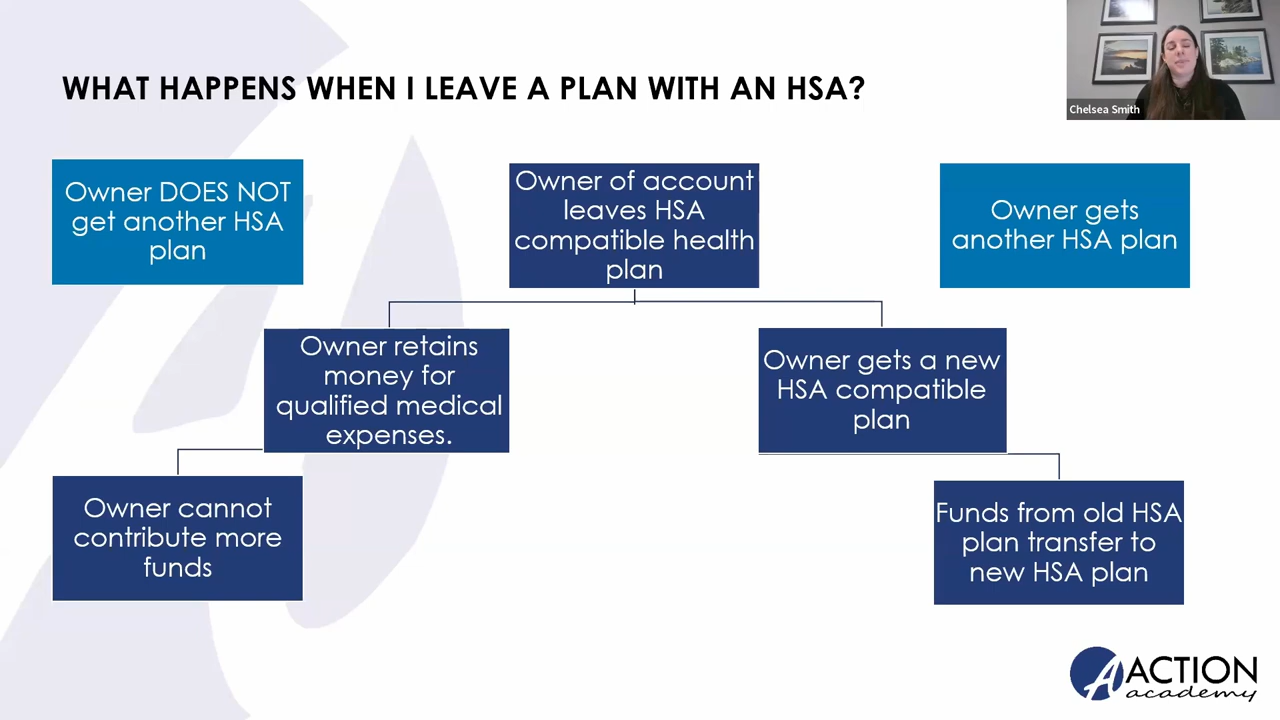 WHAT HAPPENS WHEN I LEAVE A PLAN WITH AN HSA?
Chelsea Smith
Owner DOES NOT
get another HSA
plan
Owner of account
leaves HSA
compatible health
plan
Owner gets
another HSA plan
Owner retains
money for
qualified medical
expenses.
Owner gets a new
HSA compatible
plan
Owner cannot
contribute more
funds
Funds from old HSA
plan transfer to
new HSA plan
A ACTION
academy